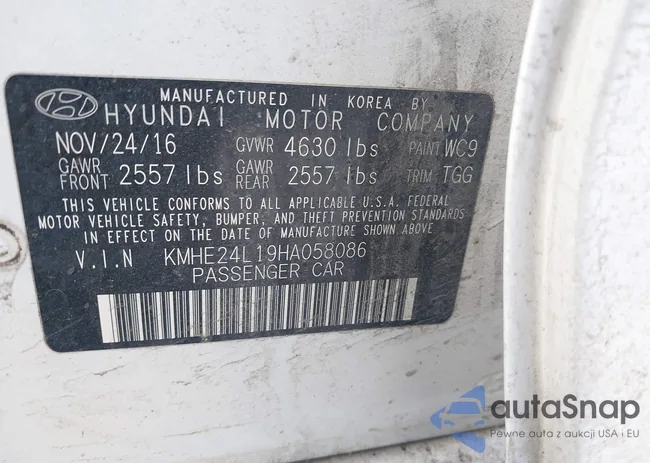 MANUFACTURED IN KOREA BY
HYUNDAI MOTOR COMPANY
NOV/24/16 GVWR 4630 lbs PAINT WC9
GAWR FRONT 2557 lbs GAWR REAR 2557 lbs TRIM TGG
THIS VEHICLE CONFORMS TO ALL APPLICABLE U.S.A. FEDERAL
MOTOR VEHICLE SAFETY, BUMPER, AND THEFT PREVENTION STANDARDS
IN EFFECT ON THE DATE OF MANUFACTURE SHOWN ABOVE.
V.I.N KMHE24L19HA058086
PASSENGER CAR
autaSnap
Pewne auta z aukcji USA i EU